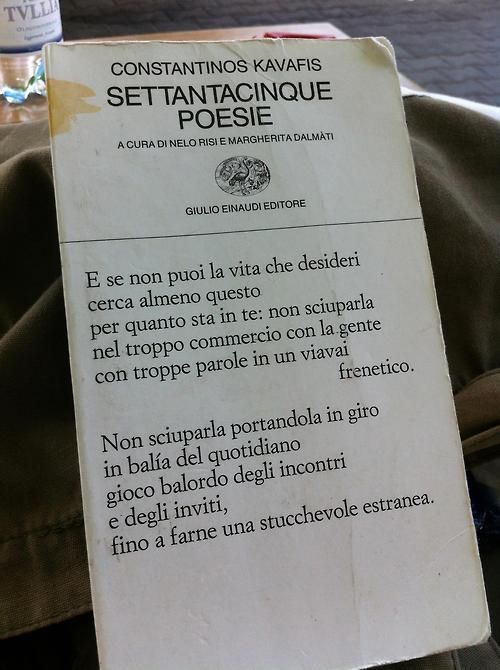 TVLLIA
CONSTANTINOS KAVAFIS
SETTANTACINQUE
POESIE
A CURA DI NELO RISI E MARGHERITA DALMÀTI
GIULIO EINAUDI EDITORE
E se non puoi la vita che desideri
cerca almeno questo
per quanto sta in te: non sciuparla
nel troppo commercio con la gente
con troppe parole in un viavai
frenetico.
Non sciuparla portandola in giro
in balía del quotidiano
gioco balordo degli incontri
e degli inviti,
fino a farne una stucchevole estranea.